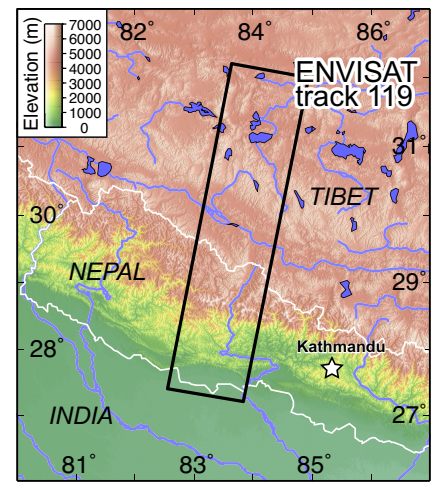 Elevation (m)
7000
6000
5000
4000
3000
2000
1000
0
82°
84°
86°
ENVISAT
track 119
31°
TIBET
30°
NEPAL
29°
28°
Kathmandu
INDIA
27°
81°
83°
85°